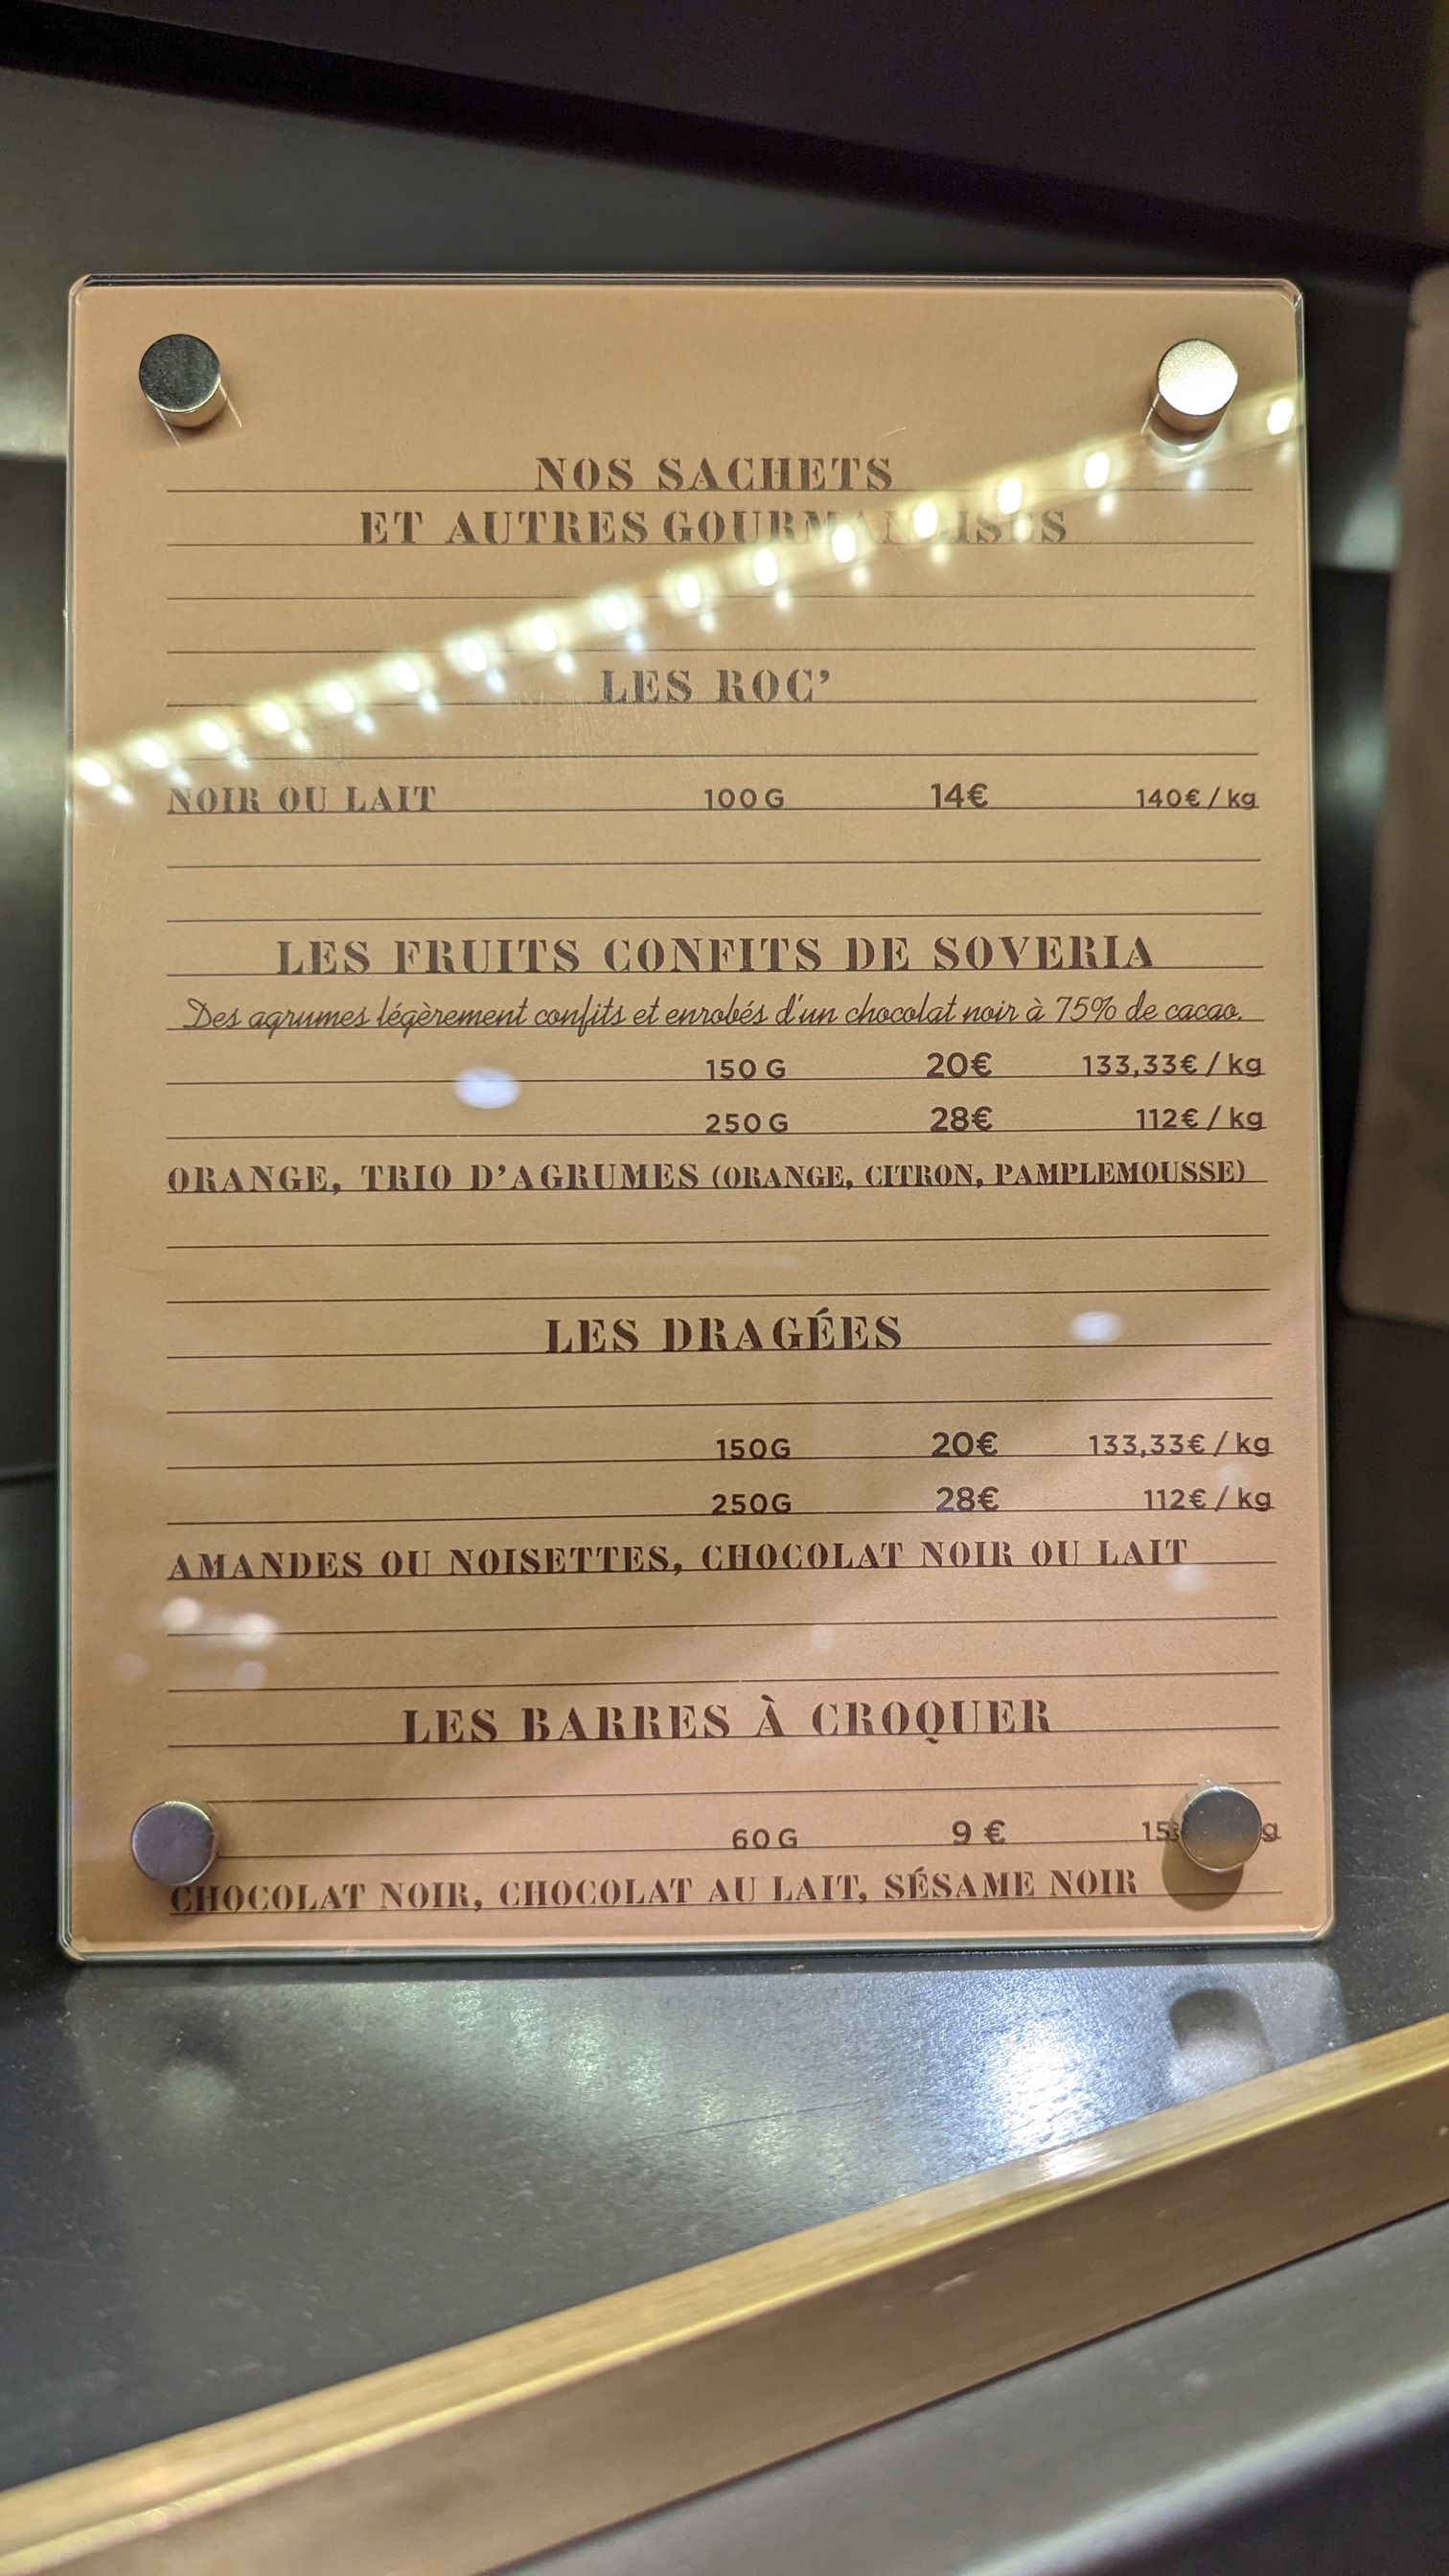 NOS SACHETS
ET AUTRES GOURMANDISES
LES ROC’
NOIR OU LAIT 100 G 14€ 140€ / kg
LES FRUITS CONFITS DE SOVERIA
Des agrumes légèrement confits et enrobés d'un chocolat noir à 75% de cacao.
150 G 20€ 133,33€ / kg
250 G 28€ 112€ / kg
ORANGE, TRIO D’AGRUMES (ORANGE, CITRON, PAMPLEMOUSSE)
LES DRAGÉES
150G 20€ 133,33€ / kg
250G 28€ 112€ / kg
AMANDES OU NOISETTES, CHOCOLAT NOIR OU LAIT
LES BARRES À CROQUER
60 G 9 €
CHOCOLAT NOIR, CHOCOLAT AU LAIT, SÉSAME NOIR